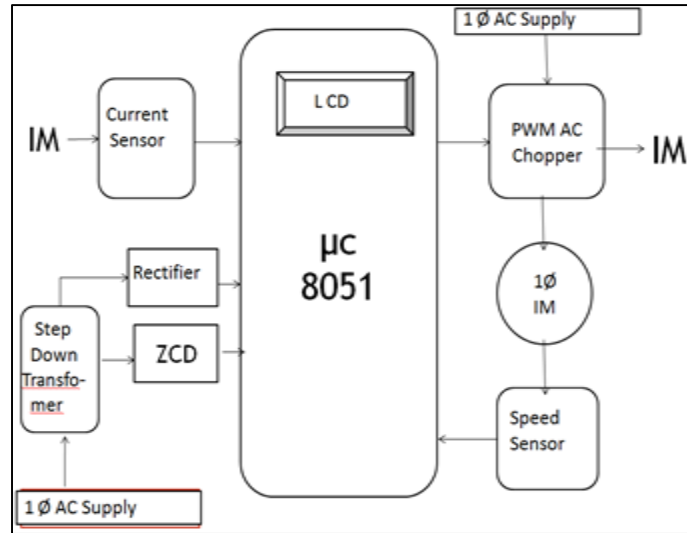 1 Ø AC Supply
L CD
Current
Sensor
IM
PWM AC
Chopper
IM
µc
8051
Rectifier
1Ø
IM
Step
Down
Transfo-
mer
ZCD
Speed
Sensor
1 Ø AC Supply